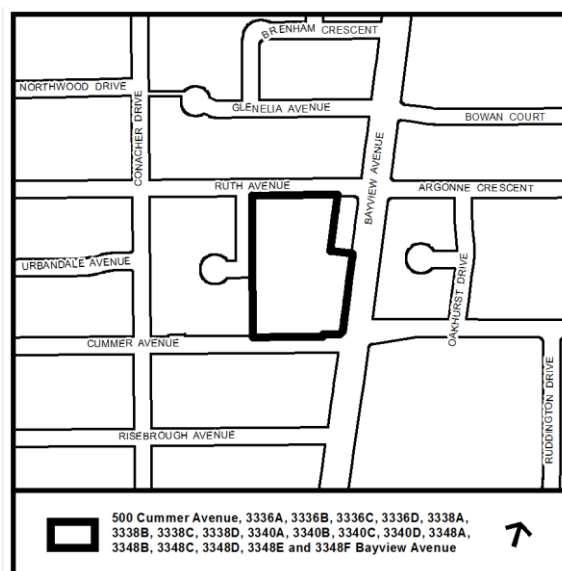 BRENHAM CRESCENT
NORTHWOOD DRIVE
GLENELIA AVENUE
BOWAN COURT
CONACHER DRIVE
RUTH AVENUE
BAYVIEW AVENUE
ARGONNE CRESCENT
URBANDALE AVENUE
OAKHURST DRIVE
CUMMER AVENUE
RUDDINGTON DRIVE
RISEBROUGH AVENUE
500 Cummer Avenue, 3336A, 3336B, 3336C, 3336D, 3338A,
3338B, 3338C, 3338D, 3340A, 3340B, 3340C, 3340D, 3348A,
3348B, 3348C, 3348D, 3348E and 3348F Bayview Avenue